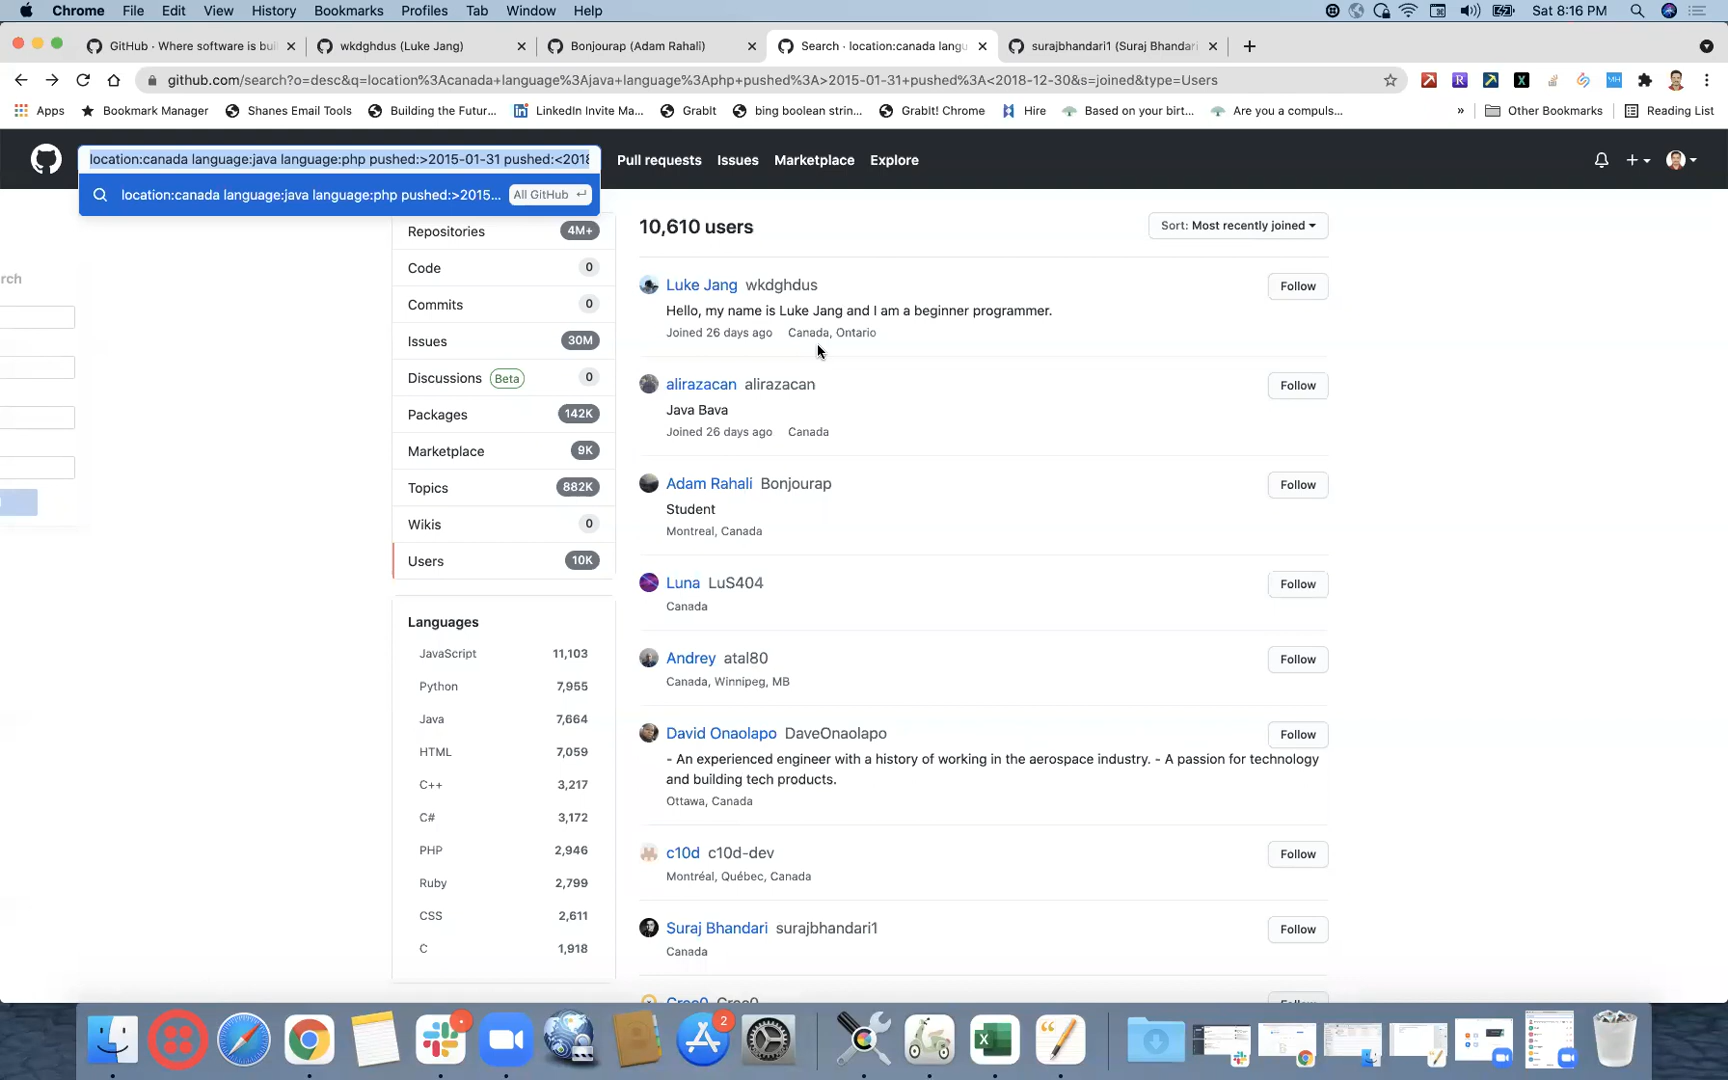 Chrome File Edit View History Bookmarks Profiles Tab Window Help Sat 8:16 PM
GitHub · Where software is bui wkdghdus (Luke Jang) Bonjourap (Adam Rahali) Search · location:canada langu surajbhandari1 (Suraj Bhandari
github.com/search?o=desc&q=location%3Acanada+language%3Ajava+language%3Aphp+pushed%3A>2015-01-31+pushed%3A<2018-12-30&s=joined&type=Users
Apps Bookmark Manager Shanes Email Tools Building the Futur... LinkedIn Invite Ma... GrabIt bing boolean strin... GrabIt! Chrome Hire Based on your birt... Are you a compuls... » Other Bookmarks Reading List
location:canada language:java language:php pushed:>2015-01-31 pushed:<2018 Pull requests Issues Marketplace Explore
location:canada language:java language:php pushed:>2015... All GitHub
rch
Repositories 4M+
Code 0
Commits 0
Issues 30M
Discussions Beta 0
Packages 142K
Marketplace 9K
Topics 882K
Wikis 0
Users 10K
Languages
JavaScript 11,103
Python 7,955
Java 7,664
HTML 7,059
C++ 3,217
C# 3,172
PHP 2,946
Ruby 2,799
CSS 2,611
C 1,918
10,610 users Sort: Most recently joined
Luke Jang wkdghdus Follow
Hello, my name is Luke Jang and I am a beginner programmer.
Joined 26 days ago Canada, Ontario
alirazacan alirazacan Follow
Java Bava
Joined 26 days ago Canada
Adam Rahali Bonjourap Follow
Student
Montreal, Canada
Luna LuS404 Follow
Canada
Andrey atal80 Follow
Canada, Winnipeg, MB
David Onaolapo DaveOnaolapo Follow
- An experienced engineer with a history of working in the aerospace industry. - A passion for technology
and building tech products.
Ottawa, Canada
c10d c10d-dev Follow
Montréal, Québec, Canada
Suraj Bhandari surajbhandari1 Follow
Canada
2